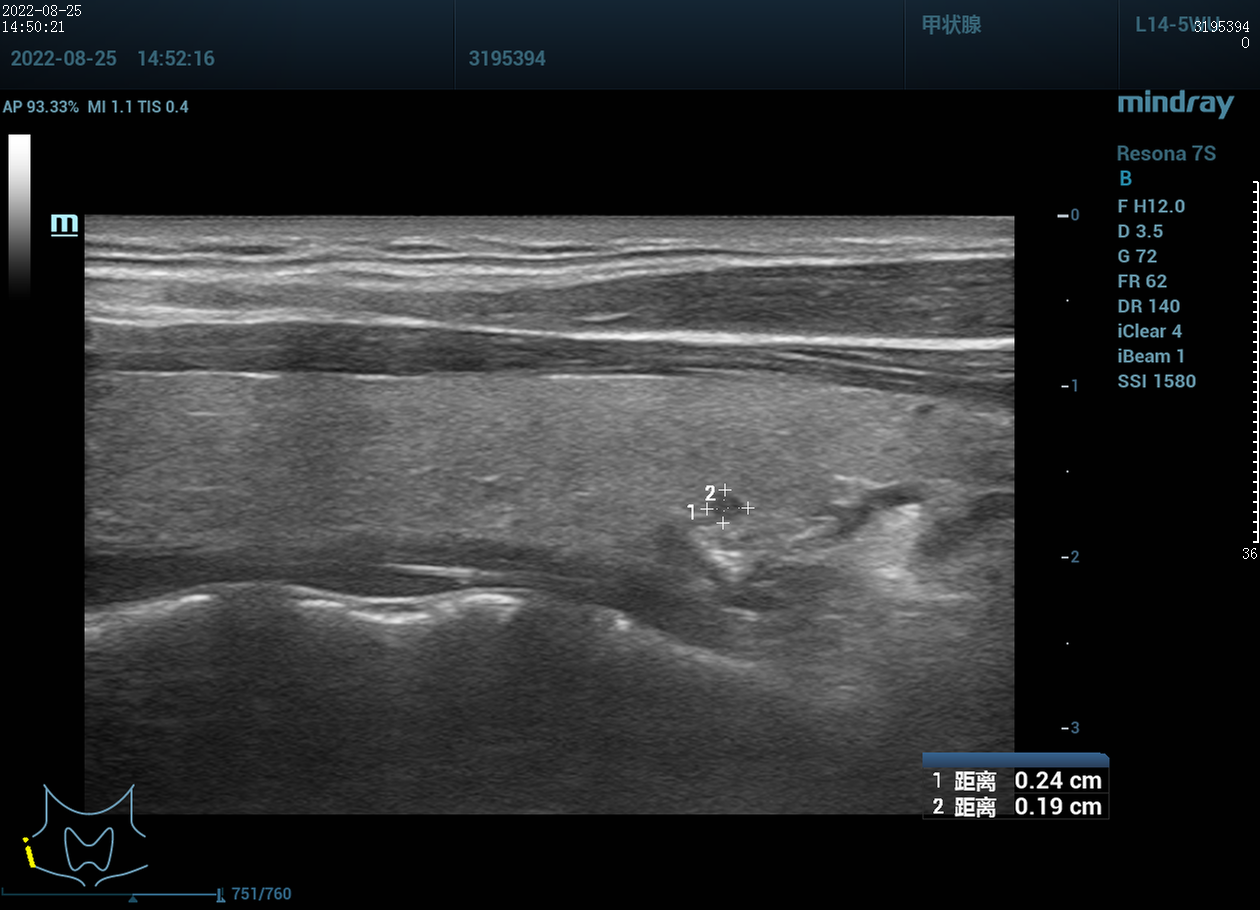 2022-08-25
14:50:21
2022-08-25 14:52:16
3195394
甲状腺
3195394
0
AP 93.33% MI 1.1 TIS 0.4
mindray
Resona 7S
B
F H12.0
D 3.5
G 72
FR 62
DR 140
iClear 4
iBeam 1
SSI 1580
m
0
1
2
3
36
2
1
1 距离 0.24 cm
2 距离 0.19 cm
751/760